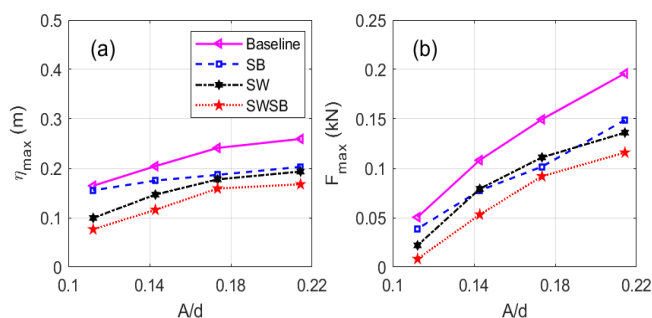 (a)
Baseline
SB
SW
SWSB
0.5
0.4
0.3
0.2
0.1
0
η_max (m)
0.1 0.14 0.18 0.22
A/d
(b)
0.25
0.2
0.15
0.1
0.05
0
F_max (kN)
0.1 0.14 0.18 0.22
A/d